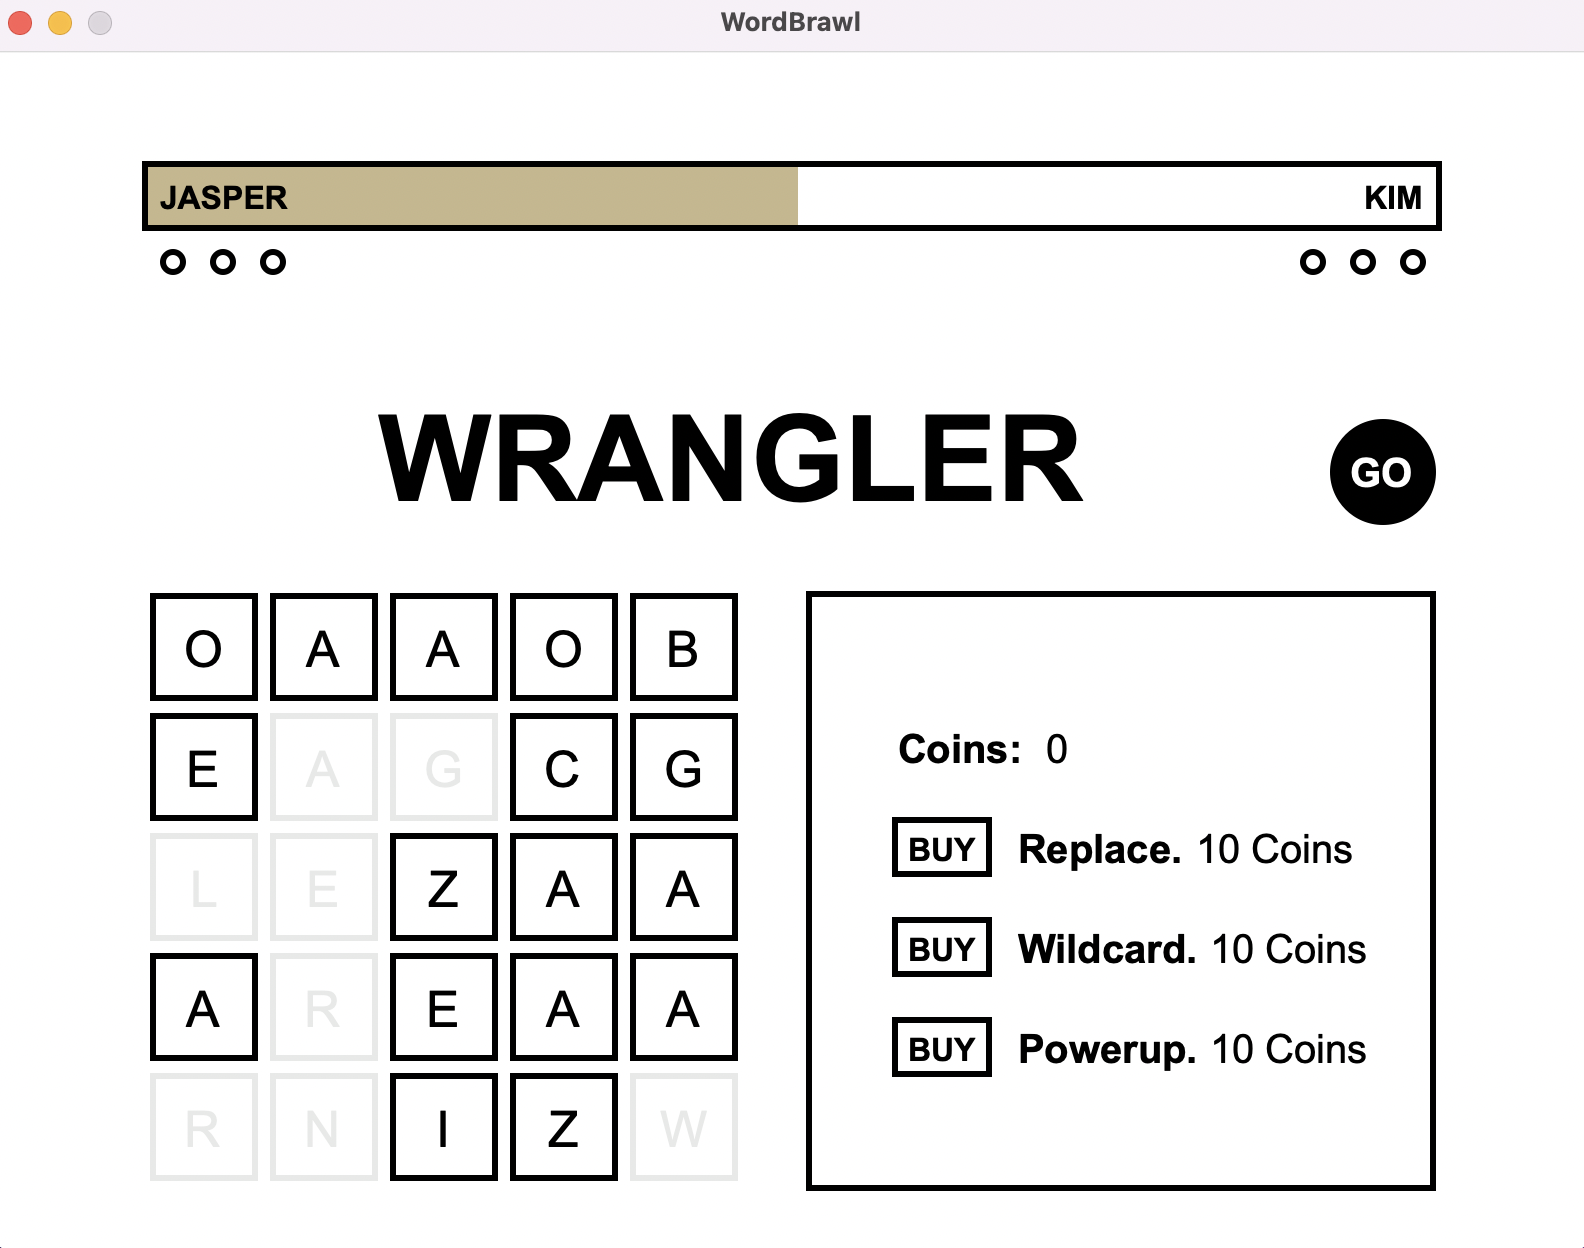 WordBrawl
JASPER KIM
WRANGLER
GO
O A A O B
E A G C G
L E Z A A
A R E A A
R N I Z W
Coins: 0
BUY Replace. 10 Coins
BUY Wildcard. 10 Coins
BUY Powerup. 10 Coins